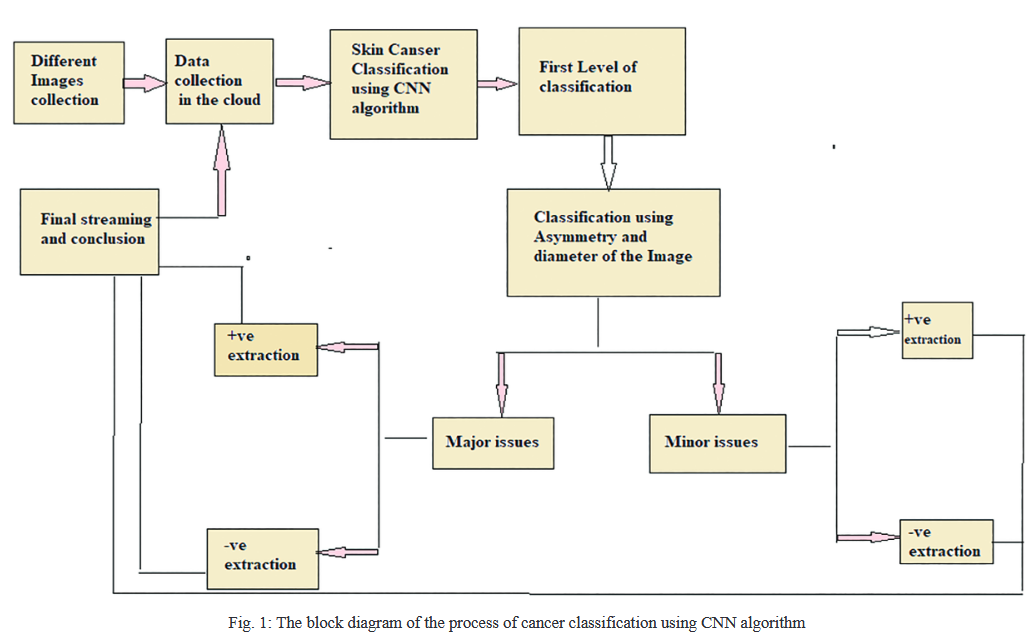 Different
Images
collection
Data
collection
in the cloud
Skin Canser
Classification
using CNN
algorithm
First Level of
classification
Final streaming
and conclusion
Classification using
Asymmetry and
diameter of the Image
+ve
extraction
+ve
extraction
Major issues
Minor issues
-ve
extraction
-ve
extraction
Fig. 1: The block diagram of the process of cancer classification using CNN algorithm